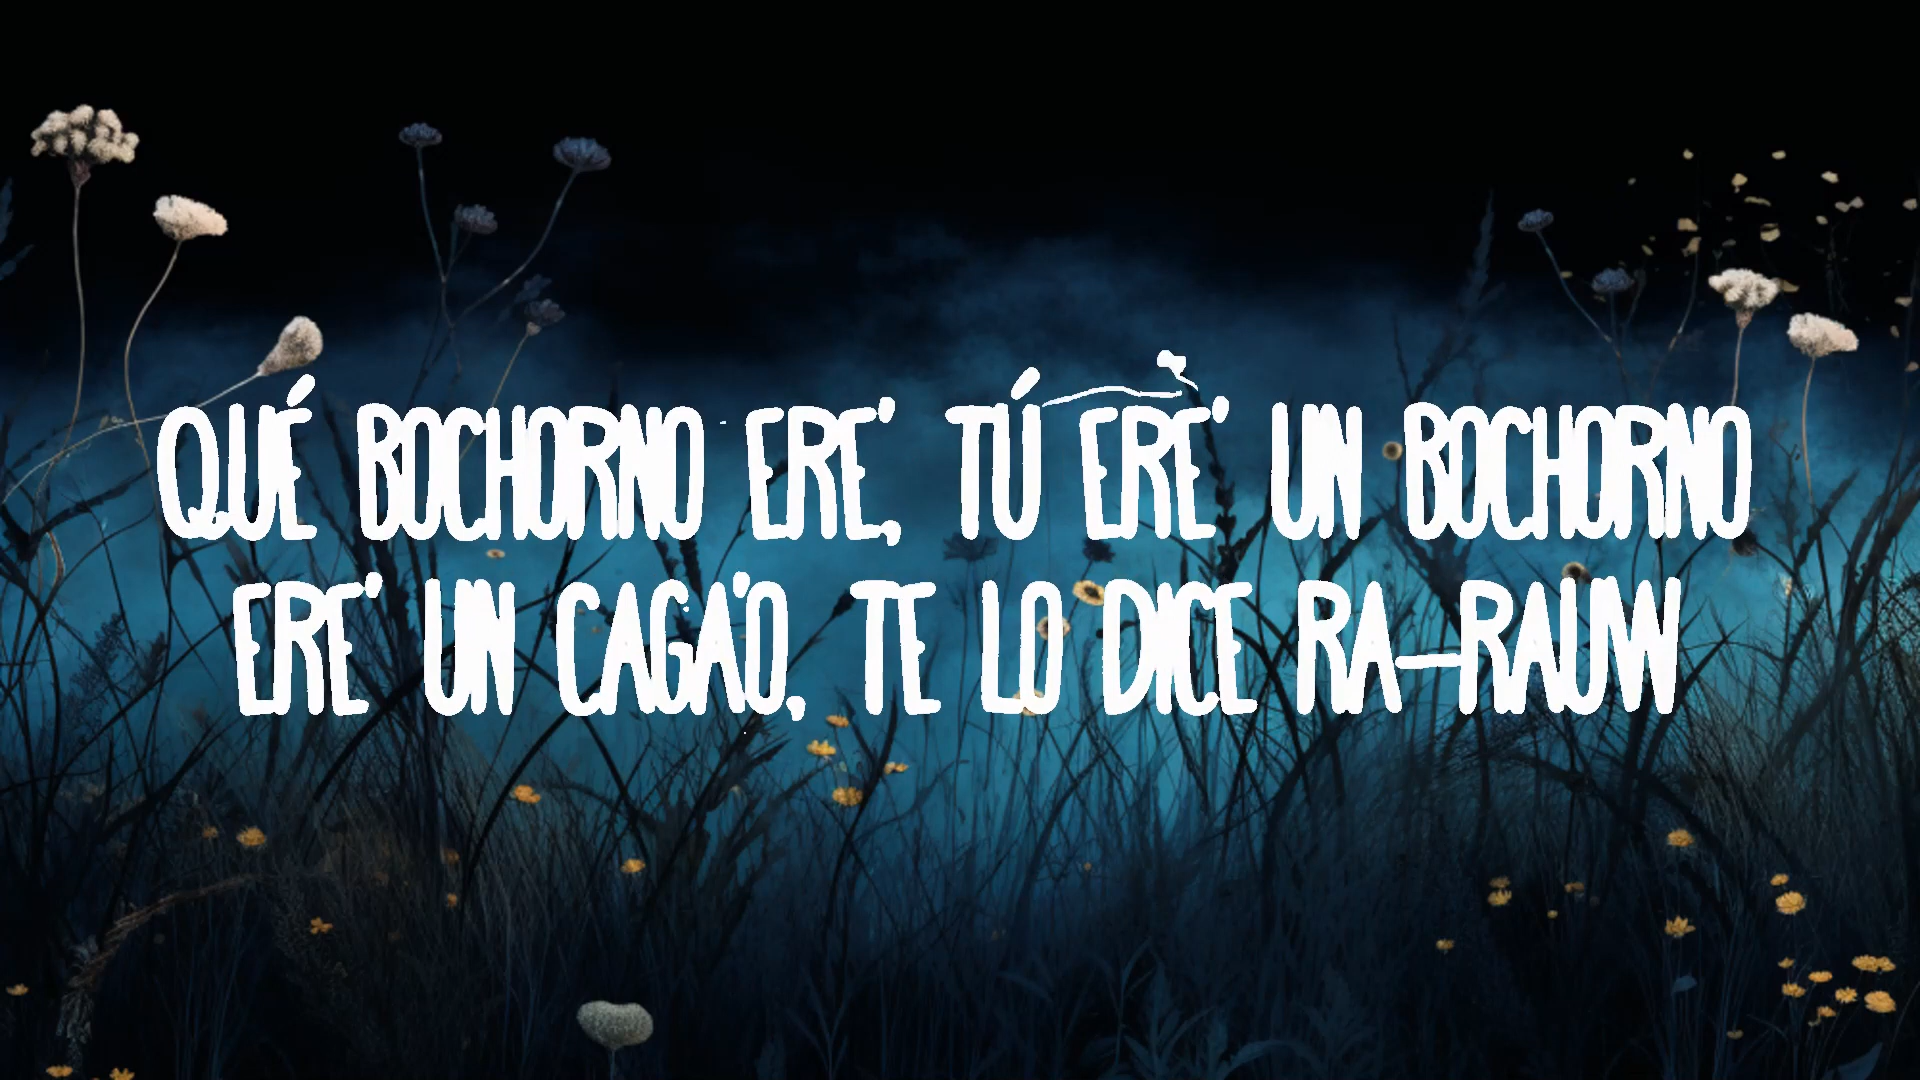 QUÉ BOCHORNO ERE', TÚ ERE' UN BOCHORNO
ERE' UN CAGA'O, TE LO DICE RA-RAUW